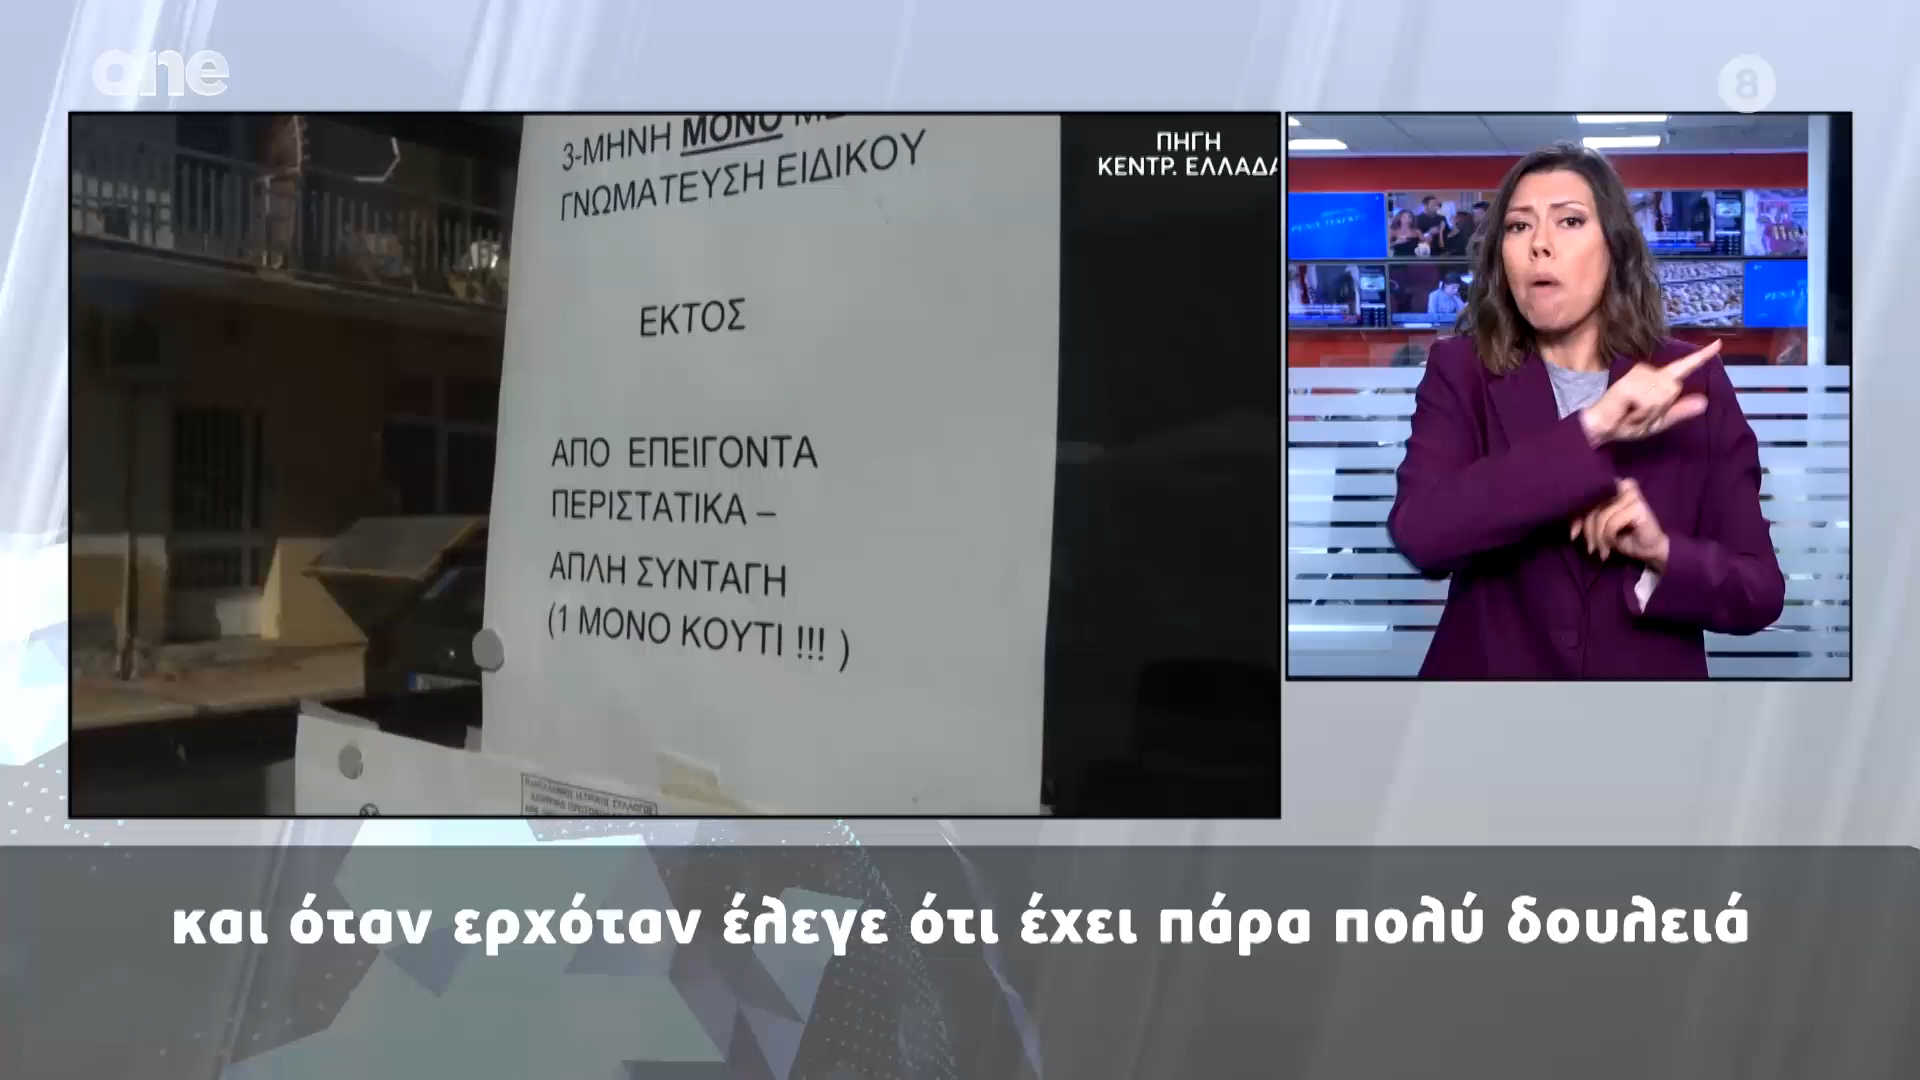 one
8
3-ΜΗΝΗ ΜΟΝΟ
ΓΝΩΜΑΤΕΥΣΗ ΕΙΔΙΚΟΥ
ΕΚΤΟΣ
ΑΠΟ ΕΠΕΙΓΟΝΤΑ
ΠΕΡΙΣΤΑΤΙΚΑ –
ΑΠΛΗ ΣΥΝΤΑΓΗ
(1 ΜΟΝΟ ΚΟΥΤΙ !!! )
ΠΗΓΗ
ΚΕΝΤΡ. ΕΛΛΑΔΑ
και όταν ερχόταν έλεγε ότι έχει πάρα πολύ δουλειά